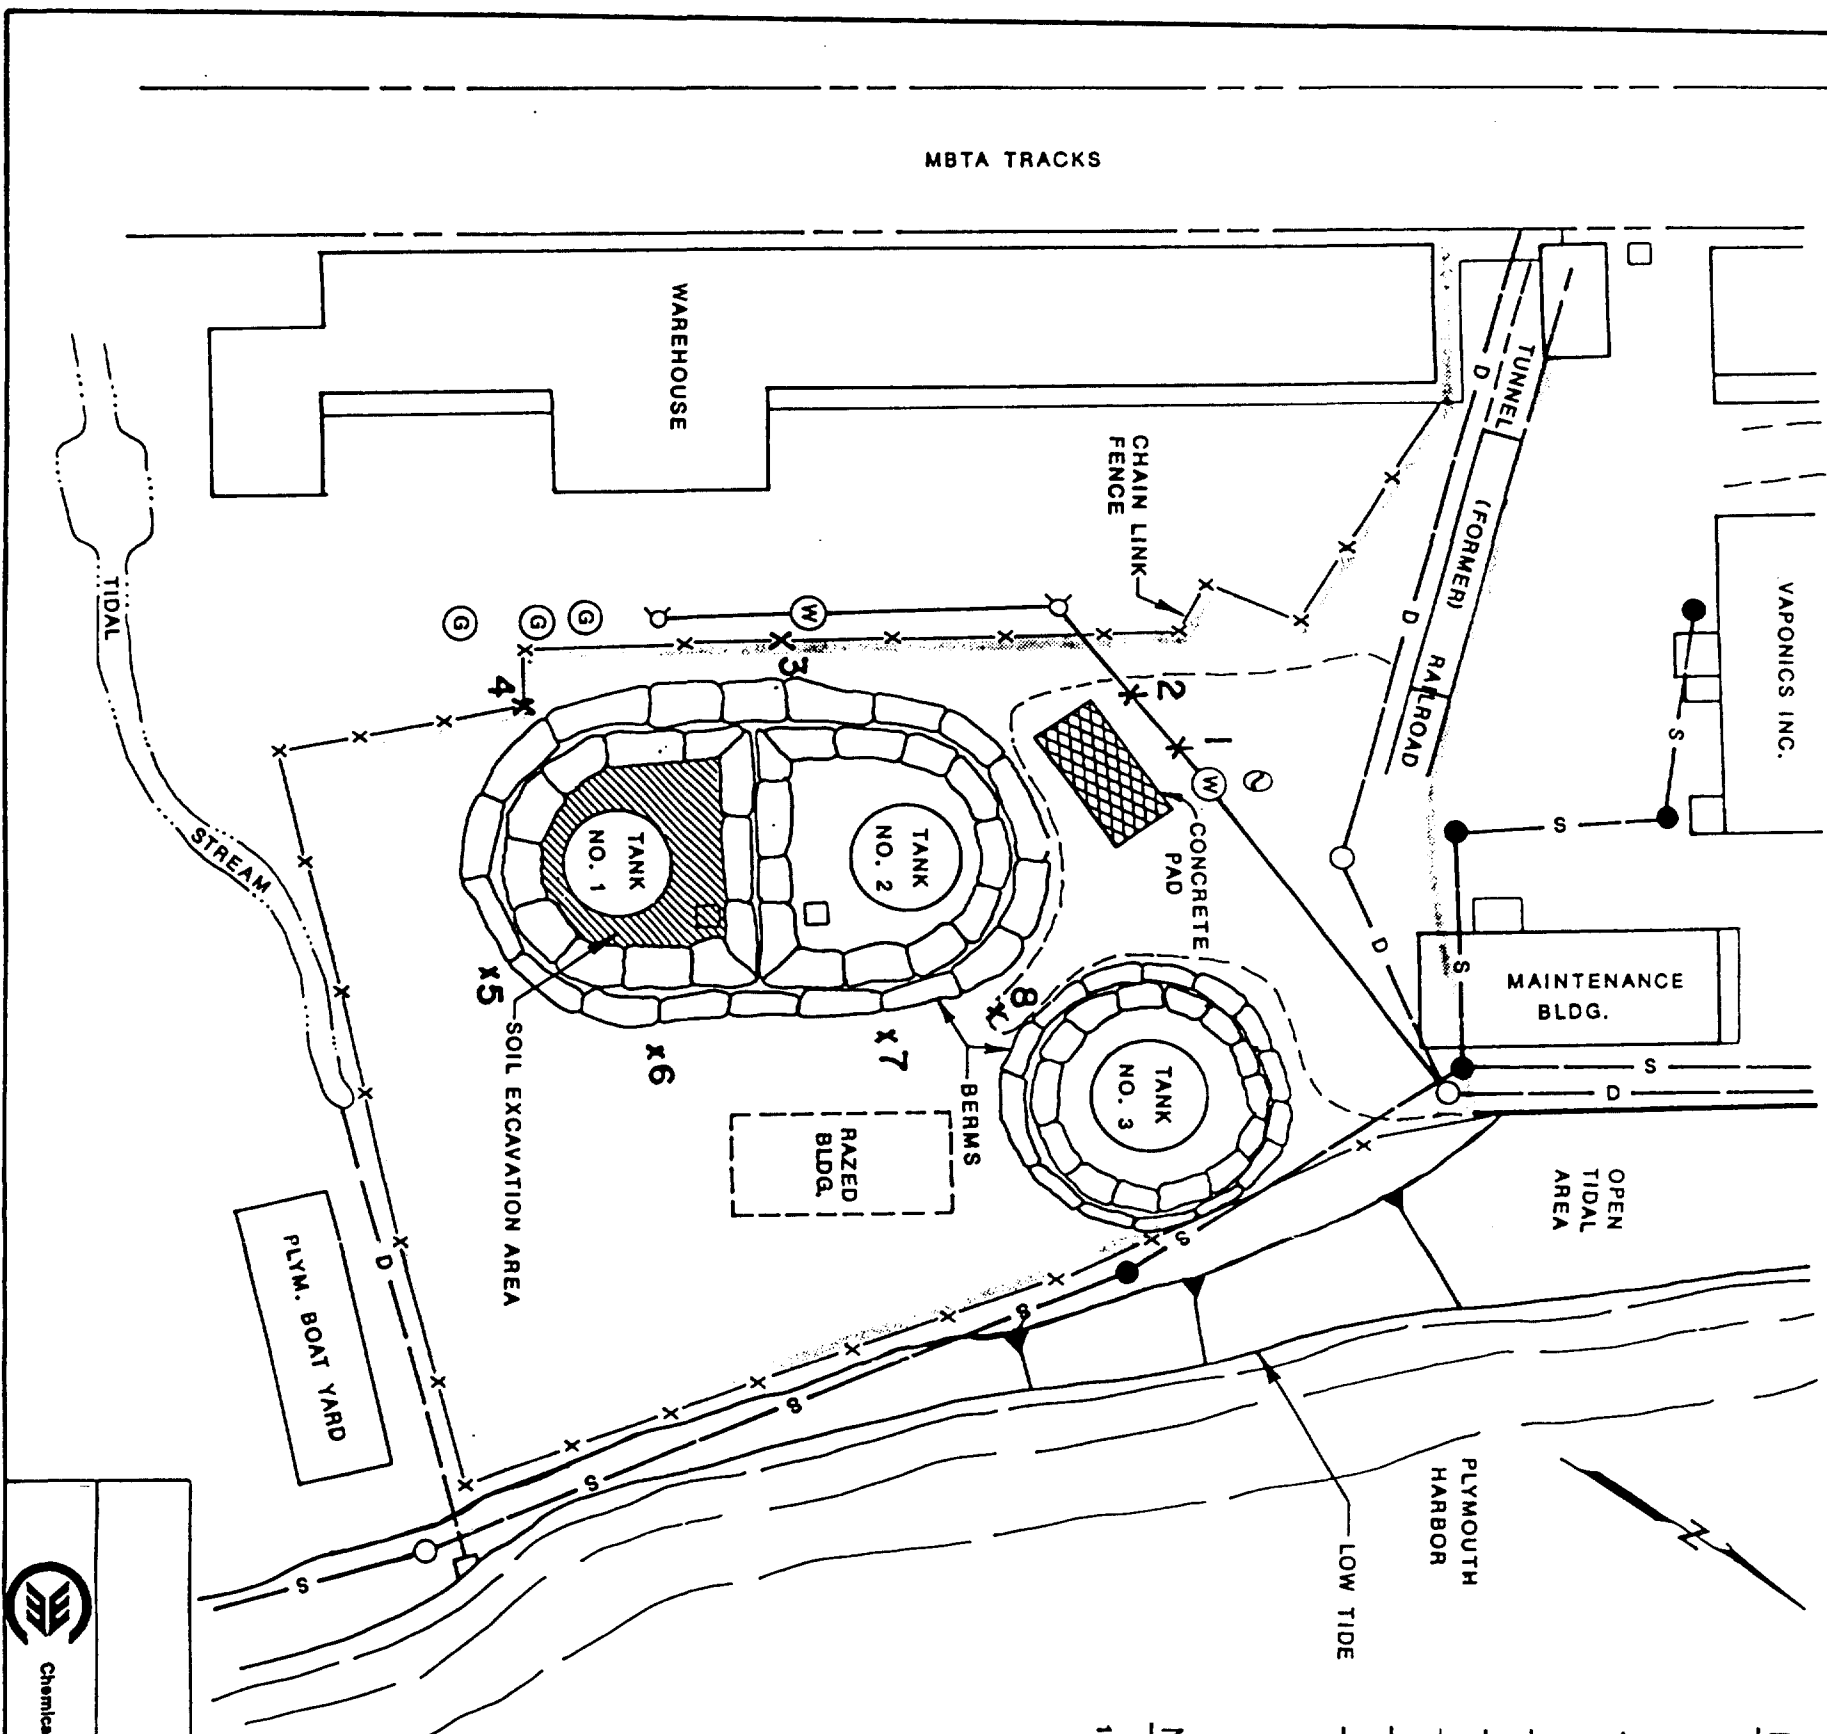 MBTA TRACKS
WAREHOUSE
TUNNEL
(FORMER)
RAILROAD
D
D
D
CHAIN LINK
FENCE
VAPONICS INC.
S
S
S
S
D
MAINTENANCE
BLDG.
TIDAL
STREAM
G
G
G
W
W
1
2
3
4
x5
x6
x7
8
CONCRETE
PAD
TANK
NO. 1
TANK
NO. 2
TANK
NO. 3
BERMS
SOIL EXCAVATION AREA
RAZED
BLDG.
OPEN
TIDAL
AREA
PLYM. BOAT YARD
D
S
S
S
S
S
PLYMOUTH
HARBOR
LOW TIDE
N
Chemica